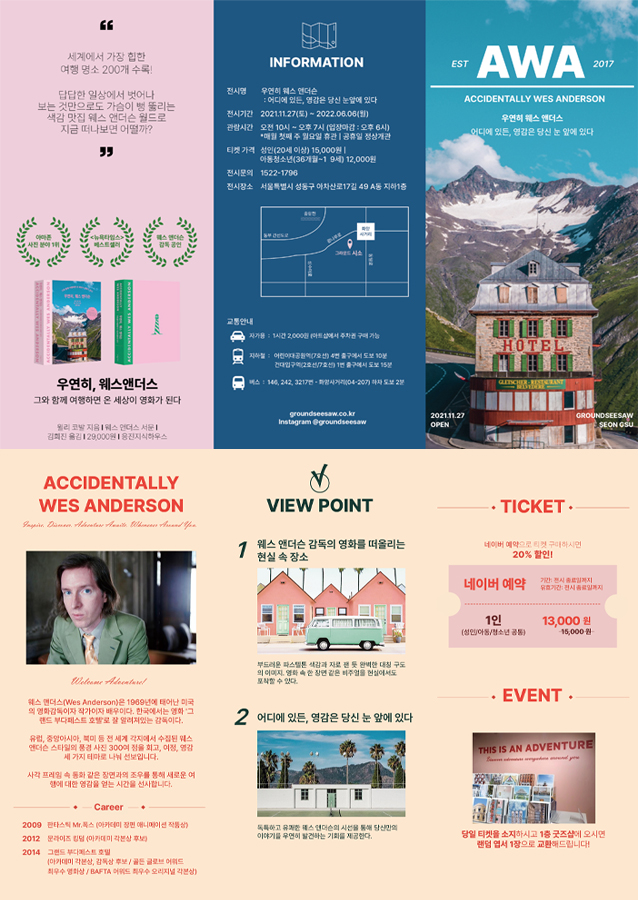 ❝
세계에서 가장 힙한
여행 명소 200개 수록!
답답한 일상에서 벗어나
보는 것만으로도 가슴이 뻥 뚫리는
색감 맛집 웨스 앤더슨 월드로
지금 떠나보면 어떨까?
❞
아마존
사진 분야 1위
<뉴욕타임스>
베스트셀러
웨스 앤더슨
감독 공인
우연히, 웨스앤더스
그와 함께 여행하면 온 세상이 영화가 된다
윌리 코발 지음 | 웨스 앤더스 서문 |
김희진 옮김 | 29,000원 | 웅진지식하우스
INFORMATION
전시명 우연히 웨스 앤더슨
: 어디에 있든, 영감은 당신 눈앞에 있다
전시기간 2021.11.27(토) ~ 2022.06.06(월)
관람시간 오전 10시 ~ 오후 7시 (입장마감 : 오후 6시)
*매월 첫째 주 월요일 휴관 | 공휴일 정상개관
티켓 가격 성인(20세 이상) 15,000원 |
아동청소년(36개월~1 9세) 12,000원
전시문의 1522-1796
전시장소 서울특별시 성동구 아차산로17길 49 A동 지하1층
화양
사거리
그라운드 시소
교통안내
자가용 : 1시간 2,000원 (아트샵에서 주차권 구매 가능
지하철 : 어린이대공원역(7호선) 4번 출구에서 도보 10분
건대입구역(2호선/7호선) 1번 출구에서 도보 15분
버스 : 146, 242, 3217번 - 화양사거리(04-207) 하차 도보 2분
groundseesaw.co.kr
Instagram @groundseesaw
EST AWA 2017
ACCIDENTALLY WES ANDERSON
우연히 웨스 앤더스
어디에 있든, 영감은 당신 눈 앞에 있다
HOTEL
GLETSCHER - RESTAURANT
BELVEDERE
2021.11.27
OPEN
GROUNDSEESAW
SEON GSU
ACCIDENTALLY
WES ANDERSON
Inspire, Discover, Adventure Awaits, Wherever Around You.
Welcome Adventure!
웨스 앤더스(Wes Anderson)은 1969년에 태어난 미국
의 영화감독이자 작가이자 배우미다. 한국에서는 영화 '그
랜드 부다페스트 호텔'로 잘 알려져있는 감독이다.
유럽, 중앙아시아, 북미 등 전 세계 각지에서 수집된 웨스
앤더슨 스타일의 풍경 사진 300여 점을 회고, 여정, 영감
세 가지 테마로 나눠 선보입니다.
사각 프레임 속 동화 같은 장면과의 조우를 통해 새로운 여
행에 대한 영감을 얻는 시간을 선사합니다.
Career
2009 판타스틱 Mr.폭스 (아카데미 장편 애니메이션 작품상)
2012 문라이즈 킹덤 (아카데미 각본상 후보)
2014 그랜드 부다페스트 호텔
(아카데미 각본상, 감독상 후보 / 골든 글로브 어워드
최우수 영화상 / BAFTA 어워드 최우수 오리지널 각본상)
VIEW POINT
1 웨스 앤더슨 감독의 영화를 떠올리는
현실 속 장소
부드러운 파스텔톤 색감과 자로 잰 듯 완벽한 대칭 구도
의 이미지. 영화 속 한 장면 같은 비주얼을 현실에서도
포착할 수 있다.
2 어디에 있든, 영감은 당신 눈 앞에 있다
독특하고 유쾌한 웨스 앤더스의 시선을 통해 당신만의
이야기를 우연히 발견하는 기회를 제공한다.
TICKET
네이버 예약으로 티켓 구매하시면
20% 할인!
네이버 예약
기간: 전시 종료일까지
유효기간: 전시 종료일까지
1인
(성인/아동/청소년 공통)
13,000 원
15,000 원
EVENT
THIS IS AN ADVENTURE
당일 티켓을 소지하시고 1층 굿즈샵에 오시면
랜덤 엽서 1장으로 교환해드립니다!